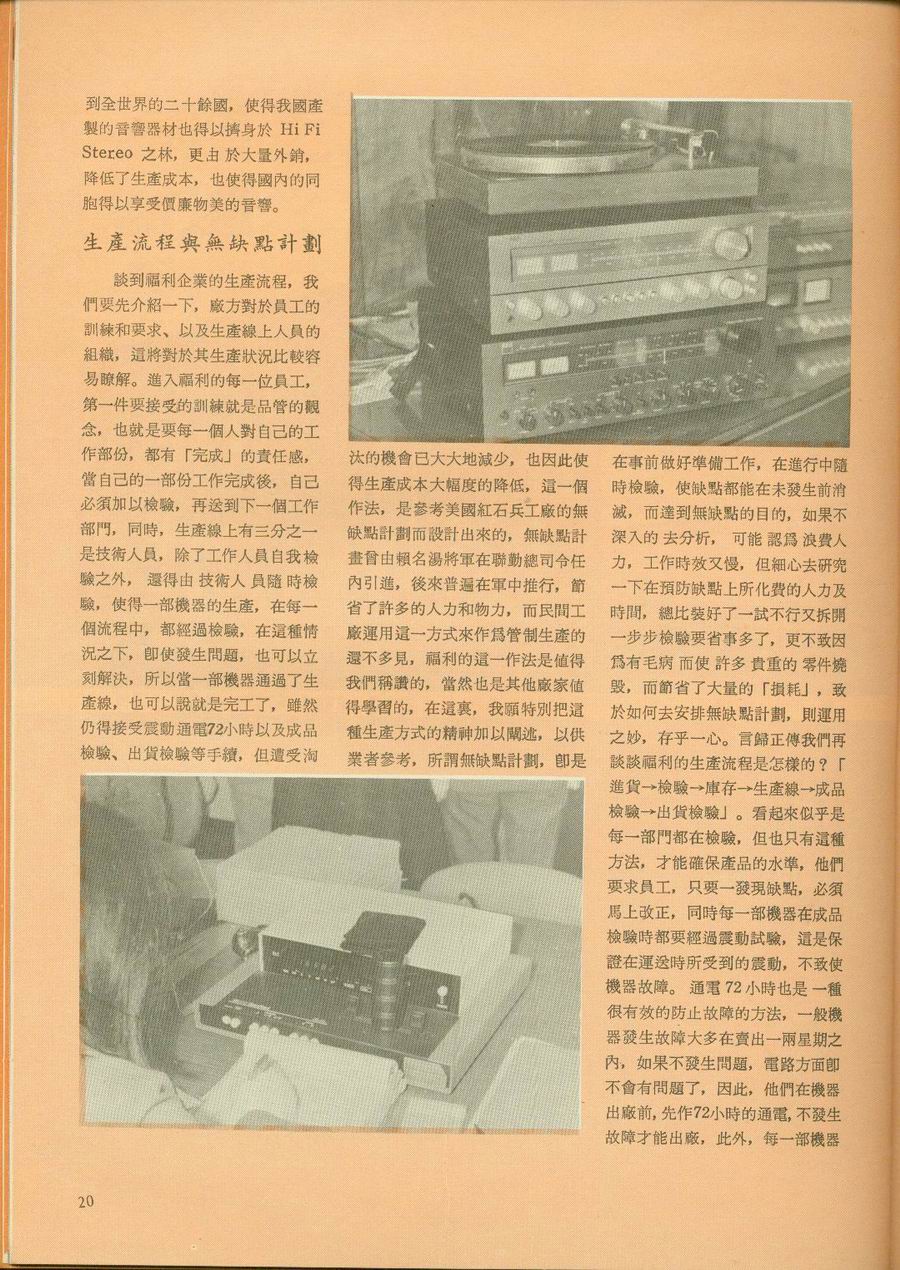 到全世界的二十餘國，使得我國產
製的音響器材也得以擠身於 Hi Fi
Stereo 之林，更由於大量外銷，
降低了生產成本，也使得國內的同
胞得以享受價廉物美的音響。
生產流程與無缺點計劃
談到福利企業的生產流程，我
們要先介紹一下，廠方對於員工的
訓練和要求、以及生產線上人員的
組織，這將對於其生產狀況比較容
易瞭解。進入福利的每一位員工，
第一件要接受的訓練就是品管的觀
念，也就是要每一個人對自己的工
作部份，都有「完成」的責任感，
當自己的一部份工作完成後，自己
必須加以檢驗，再送到下一個工作
部門，同時，生產線上有三分之一
是技術人員，除了工作人員自我檢
驗之外，還得由技術人員隨時檢
驗，使得一部機器的生產，在每一
個流程中，都經過檢驗，在這種情
況之下，卽使發生問題，也可以立
刻解決，所以當一部機器通過了生
產線，也可以說就是完工了，雖然
仍得接受震動通電72小時以及成品
檢驗、出貨檢驗等手續，但遭受淘
汰的機會已大大地減少，也因此使
得生產成本大幅度的降低，這一個
作法，是參考美國紅石兵工廠的無
缺點計劃而設計出來的，無缺點計
畫曾由賴名湯將軍在聯勤總司令任
內引進，後來普遍在軍中推行，節
省了許多的人力和物力，而民間工
廠運用這一方式來作爲管制生產的
還不多見，福利的這一作法是値得
我們稱讚的，當然也是其他廠家値
得學習的，在這裏，我願特別把這
種生產方式的精神加以闡述，以供
業者參考，所謂無缺點計劃，卽是
在事前做好準備工作，在進行中隨
時檢驗，使缺點都能在未發生前消
滅，而達到無缺點的目的，如果不
深入的去分析，可能認爲浪費人
力，工作時效又慢，但細心去研究
一下在預防缺點上所化費的人力及
時間，總比裝好了一試不行又拆開
一步步檢驗要省事多了，更不致因
爲有毛病而使許多貴重的零件燒
毀，而節省了大量的「損耗」，致
於如何去安排無缺點計劃，則運用
之妙，存乎一心。言歸正傳我們再
談談福利的生產流程是怎樣的？「
進貨→檢驗→庫存→生產線→成品
檢驗→出貨檢驗」。看起來似乎是
每一部門都在檢驗，但也只有這種
方法，才能確保產品的水準，他們
要求員工，只要一發現缺點，必須
馬上改正，同時每一部機器在成品
檢驗時都要經過震動試驗，這是保
證在運送時所受到的震動，不致使
機器故障。通電 72 小時也是一種
很有效的防止故障的方法，一般機
器發生故障大多在賣出一兩星期之
內，如果不發生問題，電路方面卽
不會有問題了，因此，他們在機器
出廠前，先作72小時的通電，不發生
故障才能出廠，此外，每一部機器
20